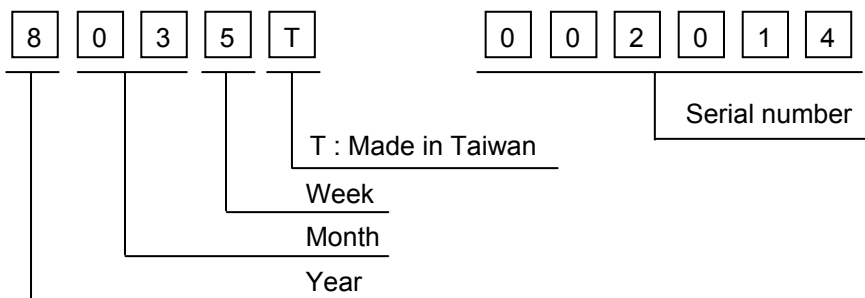 8 0 3 5 T 0 0 2 0 1 4
Serial number
T : Made in Taiwan
Week
Month
Year